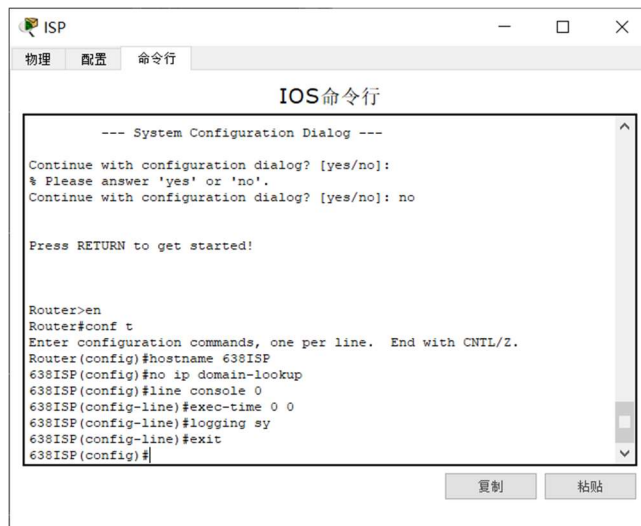 ISP
物理 配置 命令行
IOS命令行
--- System Configuration Dialog ---
Continue with configuration dialog? [yes/no]:
% Please answer 'yes' or 'no'.
Continue with configuration dialog? [yes/no]: no
Press RETURN to get started!
Router>en
Router#conf t
Enter configuration commands, one per line.  End with CNTL/Z.
Router(config)#hostname 638ISP
638ISP(config)#no ip domain-lookup
638ISP(config)#line console 0
638ISP(config-line)#exec-time 0 0
638ISP(config-line)#logging sy
638ISP(config-line)#exit
638ISP(config)#
复制 粘贴